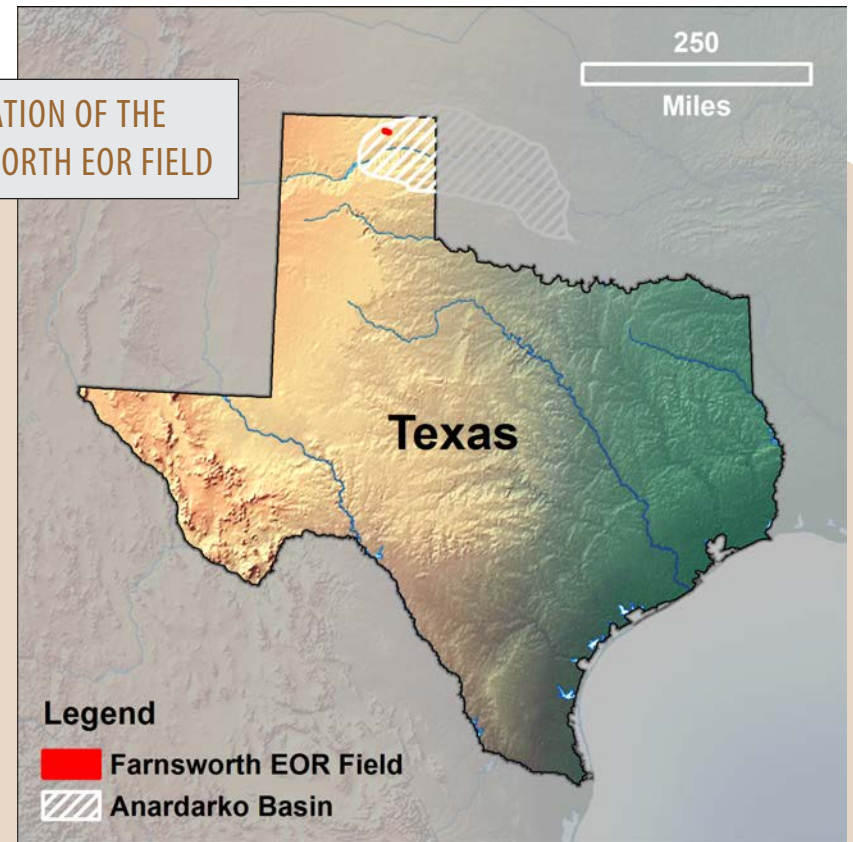 ATION OF THE
ORTH EOR FIELD
250
Miles
Texas
Legend
Farnsworth EOR Field
Anardarko Basin